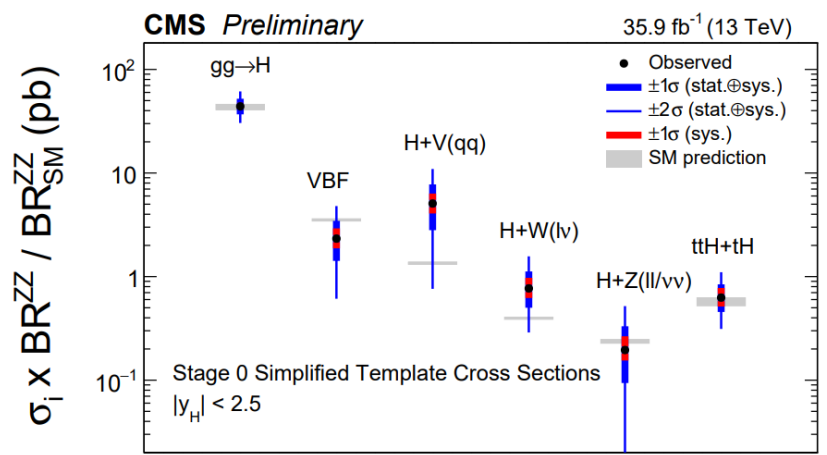 CMS Preliminary 35.9 fb⁻¹ (13 TeV)
σᵢ x BR^ZZ / BR^ZZ_SM (pb)
10²
10
1
10⁻¹
gg→H
VBF
H+V(qq)
H+W(lν)
H+Z(ll/νν)
ttH+tH
Observed
±1σ (stat.⊕sys.)
±2σ (stat.⊕sys.)
±1σ (sys.)
SM prediction
Stage 0 Simplified Template Cross Sections
|y_H| < 2.5